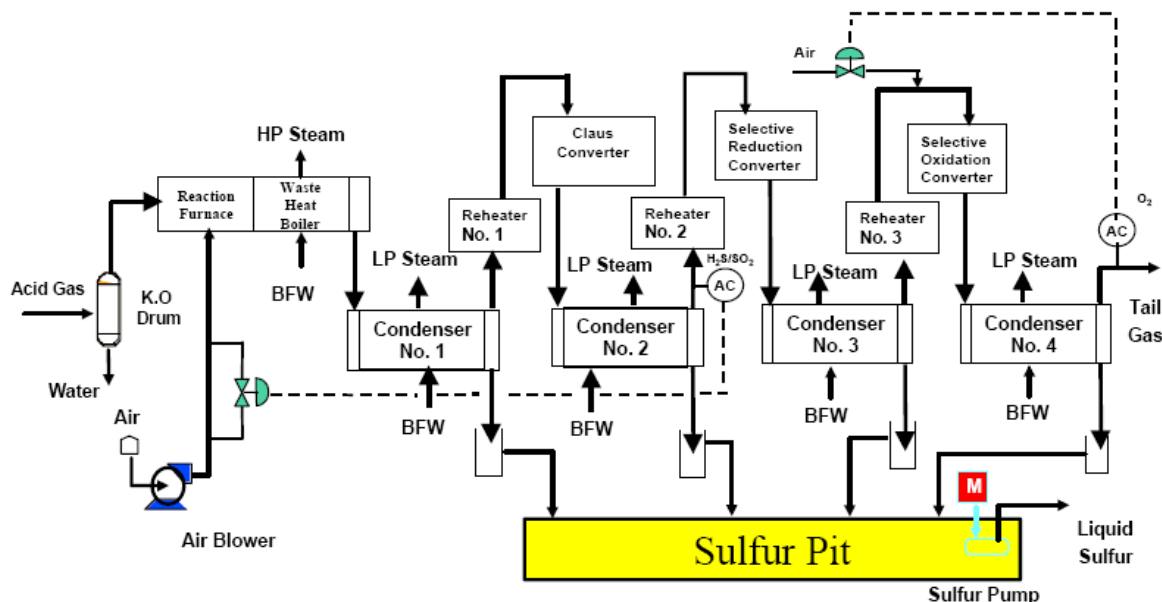 Air
O₂
AC
HP Steam
Claus
Converter
Selective
Reduction
Converter
Selective
Oxidation
Converter
Reaction
Furnace
Waste
Heat
Boiler
Reheater
No. 1
Reheater
No. 2
Reheater
No. 3
Acid Gas
K.O
Drum
BFW
LP Steam
LP Steam
H₂S/SO₂
AC
LP Steam
LP Steam
Tail
Gas
Condenser
No. 1
Condenser
No. 2
Condenser
No. 3
Condenser
No. 4
Water
Air
BFW
BFW
BFW
BFW
M
Air Blower
Sulfur Pit
Liquid
Sulfur
Sulfur Pump